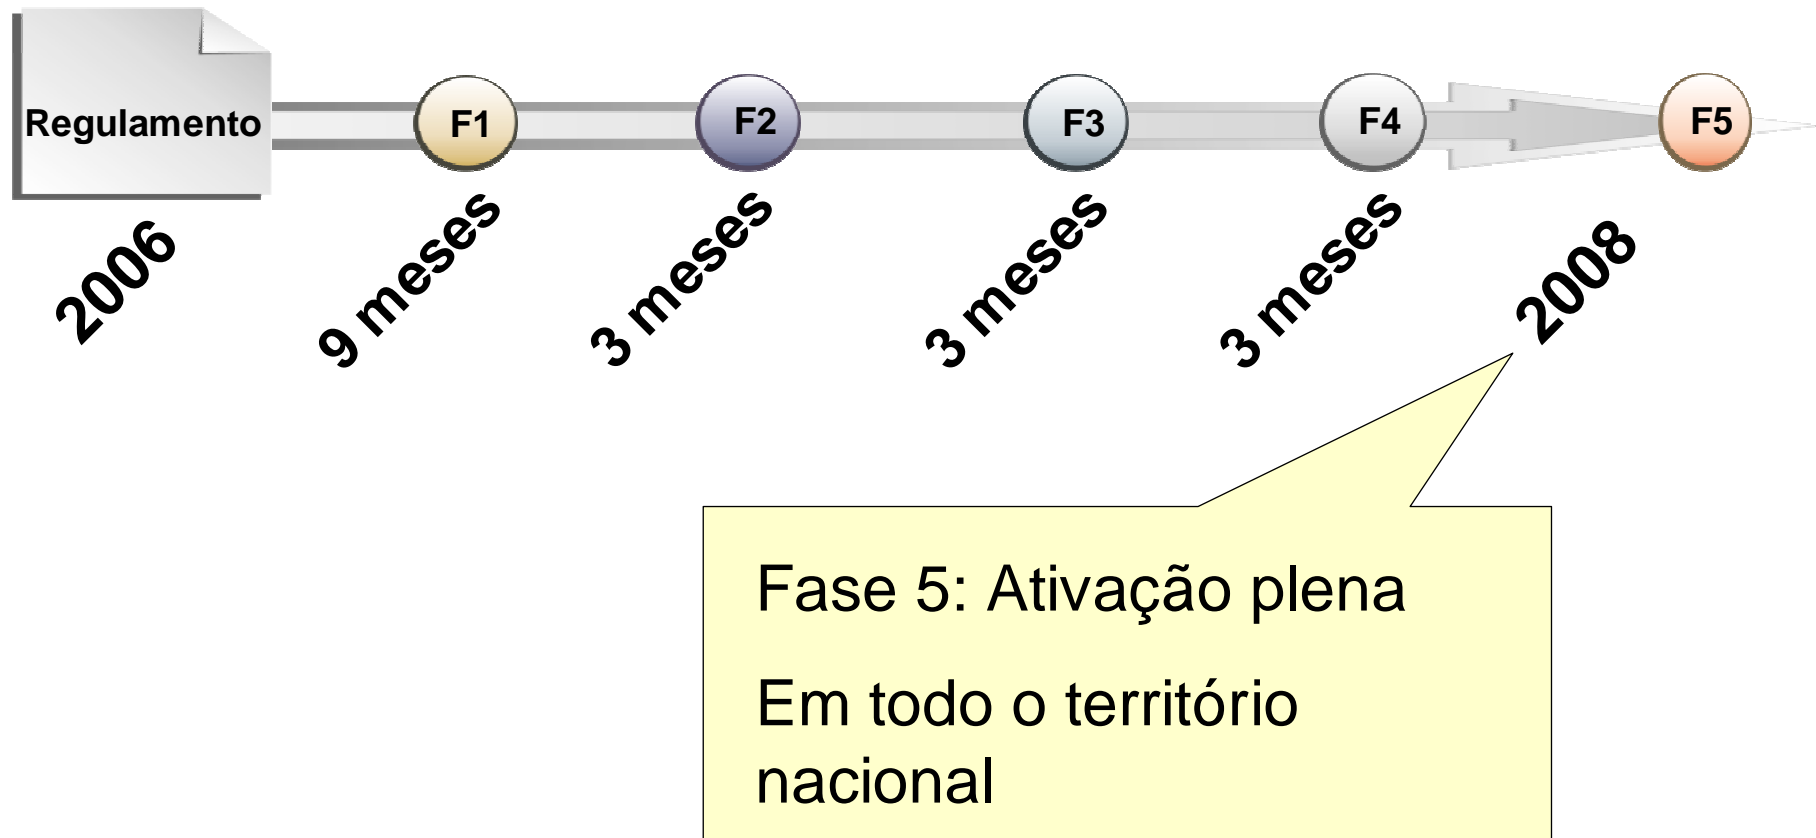 Regulamento
F1
F2
F3
F4
F5
2006
9 meses
3 meses
3 meses
3 meses
2008
Fase 5: Ativação plena
Em todo o território
nacional